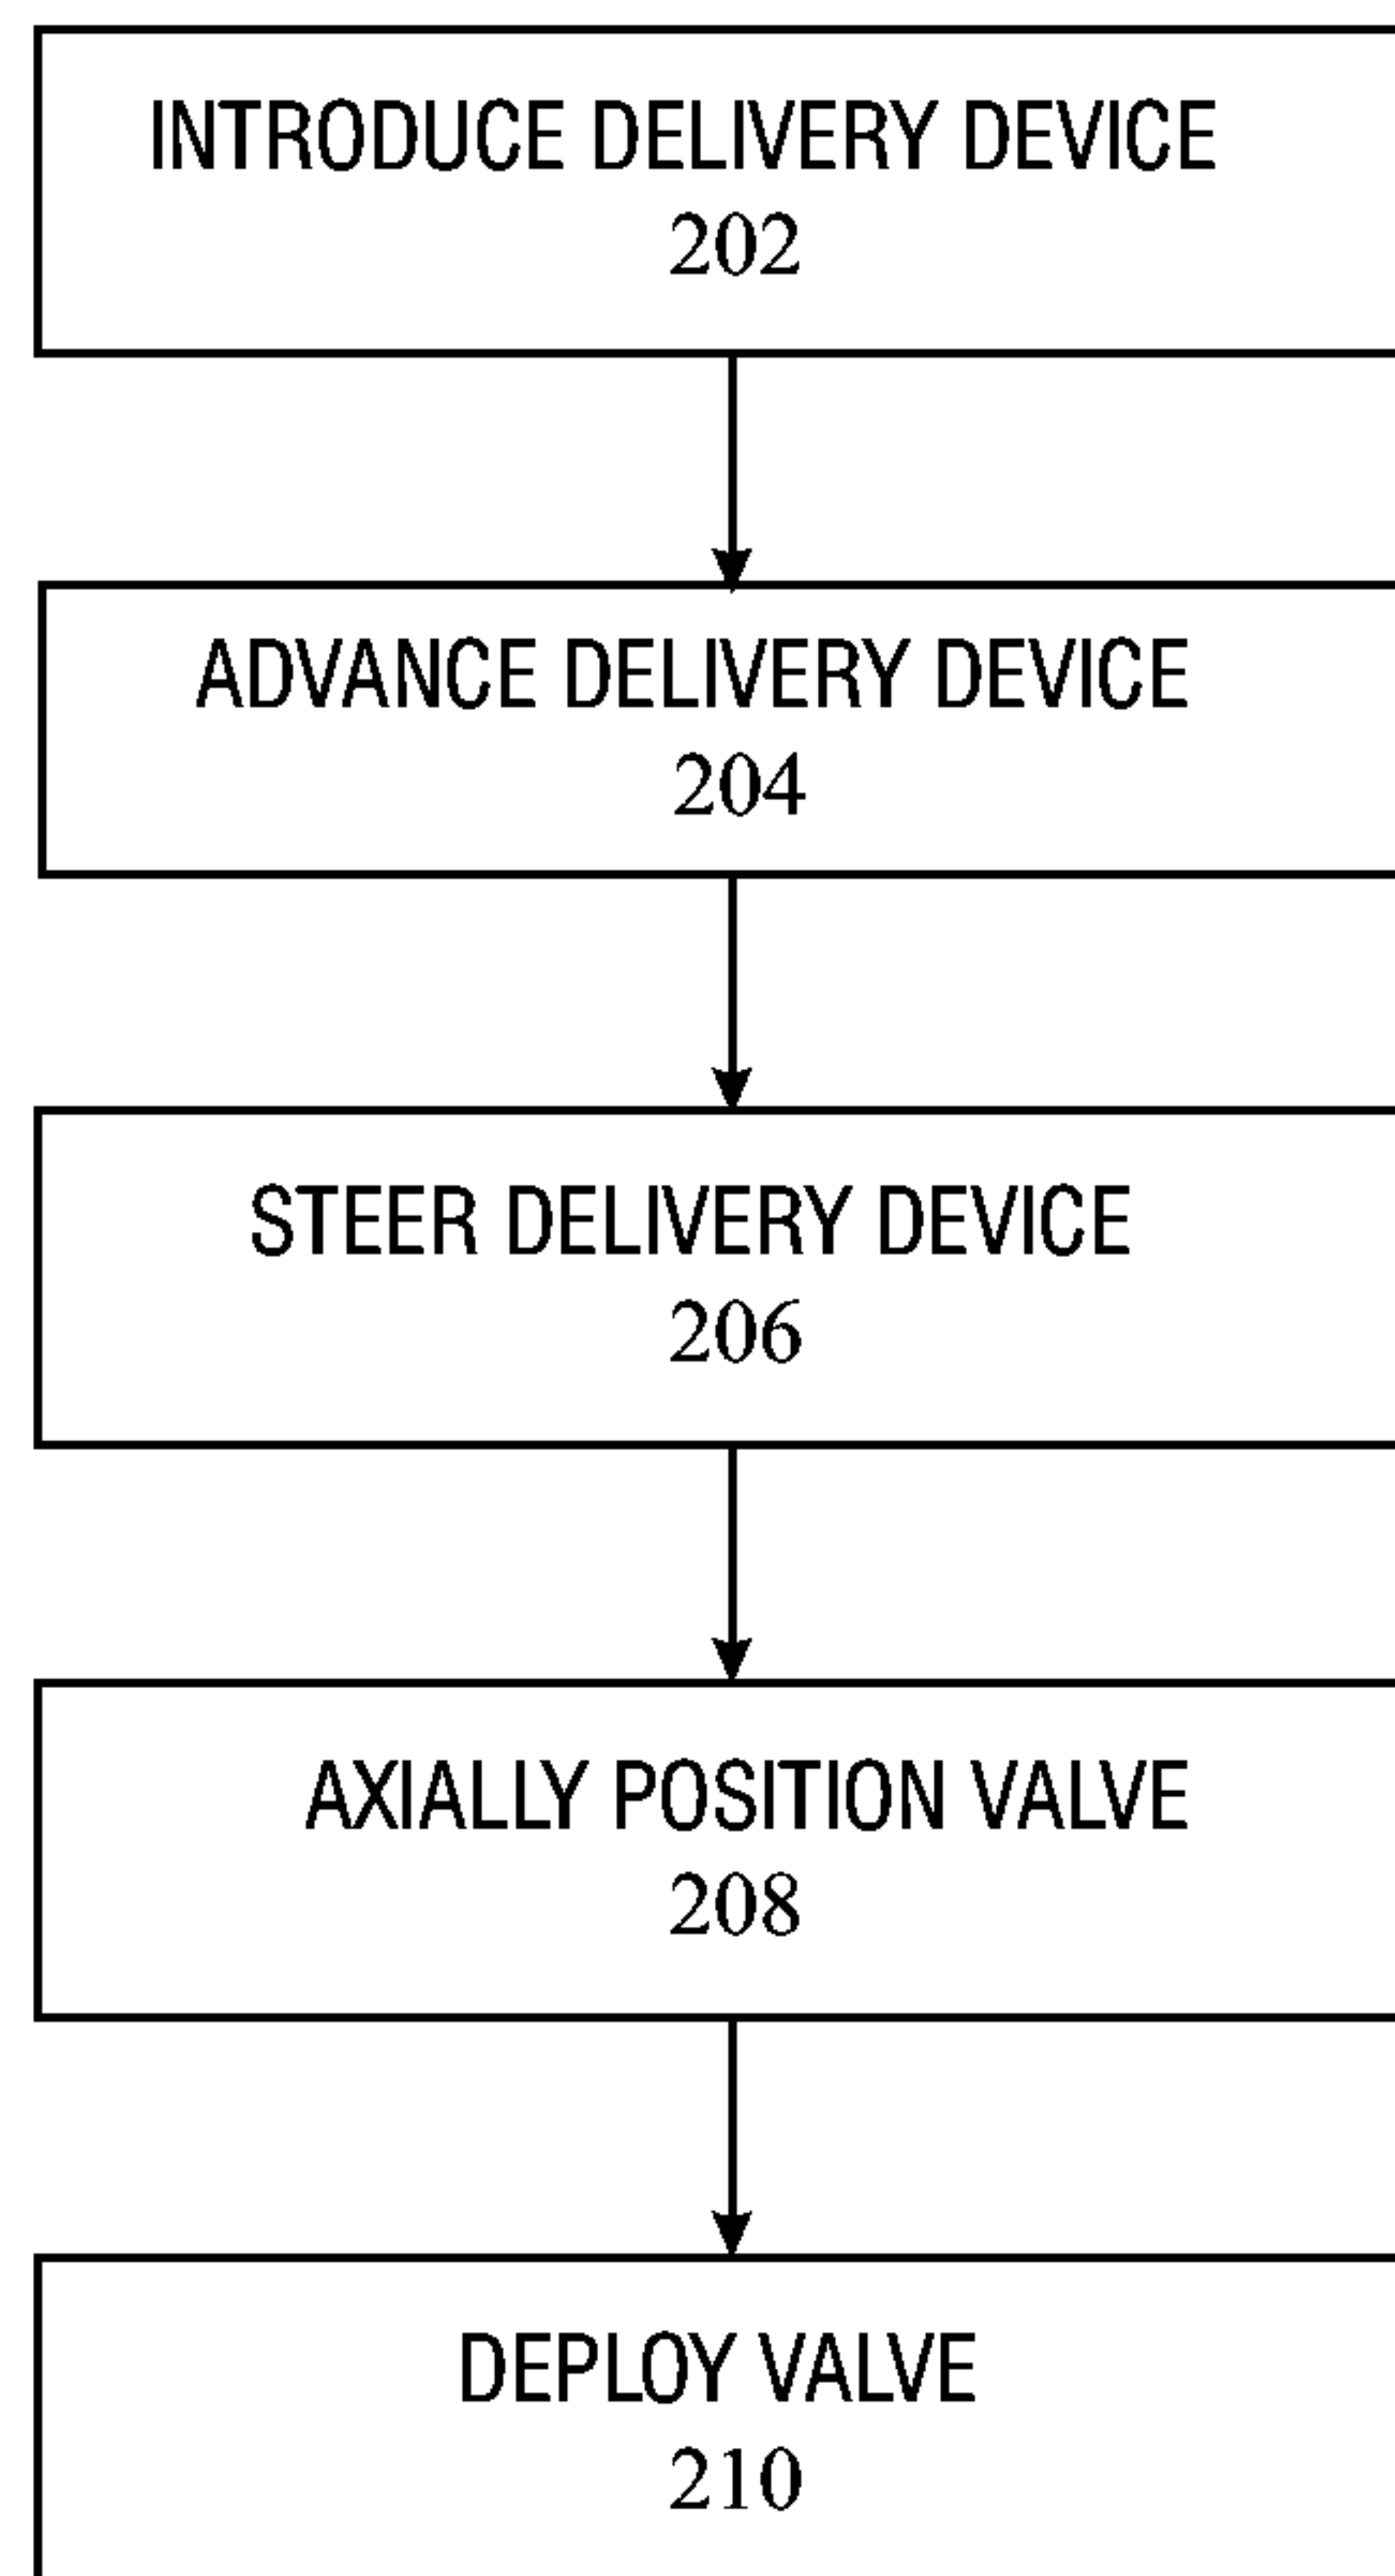 INTRODUCE DELIVERY DEVICE
202
ADVANCE DELIVERY DEVICE
204
STEER DELIVERY DEVICE
206
AXIALLY POSITION VALVE
208
DEPLOY VALVE
210